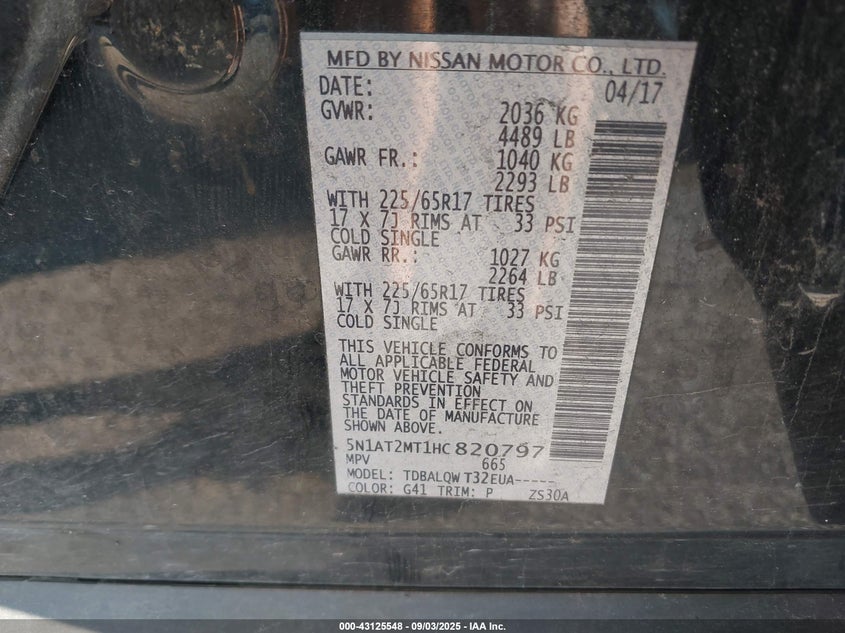 MFD BY NISSAN MOTOR CO., LTD.
DATE: 04/17
GVWR: 2036 KG
4489 LB
GAWR FR.: 1040 KG
2293 LB
WITH 225/65R17 TIRES
17 X 7J RIMS AT 33 PSI
COLD SINGLE
GAWR RR.: 1027 KG
2264 LB
WITH 225/65R17 TIRES
17 X 7J RIMS AT 33 PSI
COLD SINGLE
THIS VEHICLE CONFORMS TO
ALL APPLICABLE FEDERAL
MOTOR VEHICLE SAFETY AND
THEFT PREVENTION
STANDARDS IN EFFECT ON
THE DATE OF MANUFACTURE
SHOWN ABOVE.
5N1AT2MT1HC820797
MPV 665
MODEL: TDBALQW T32EUA-----
COLOR: G41 TRIM: P ZS30A
000-43125548 - 09/03/2025 - IAA Inc.